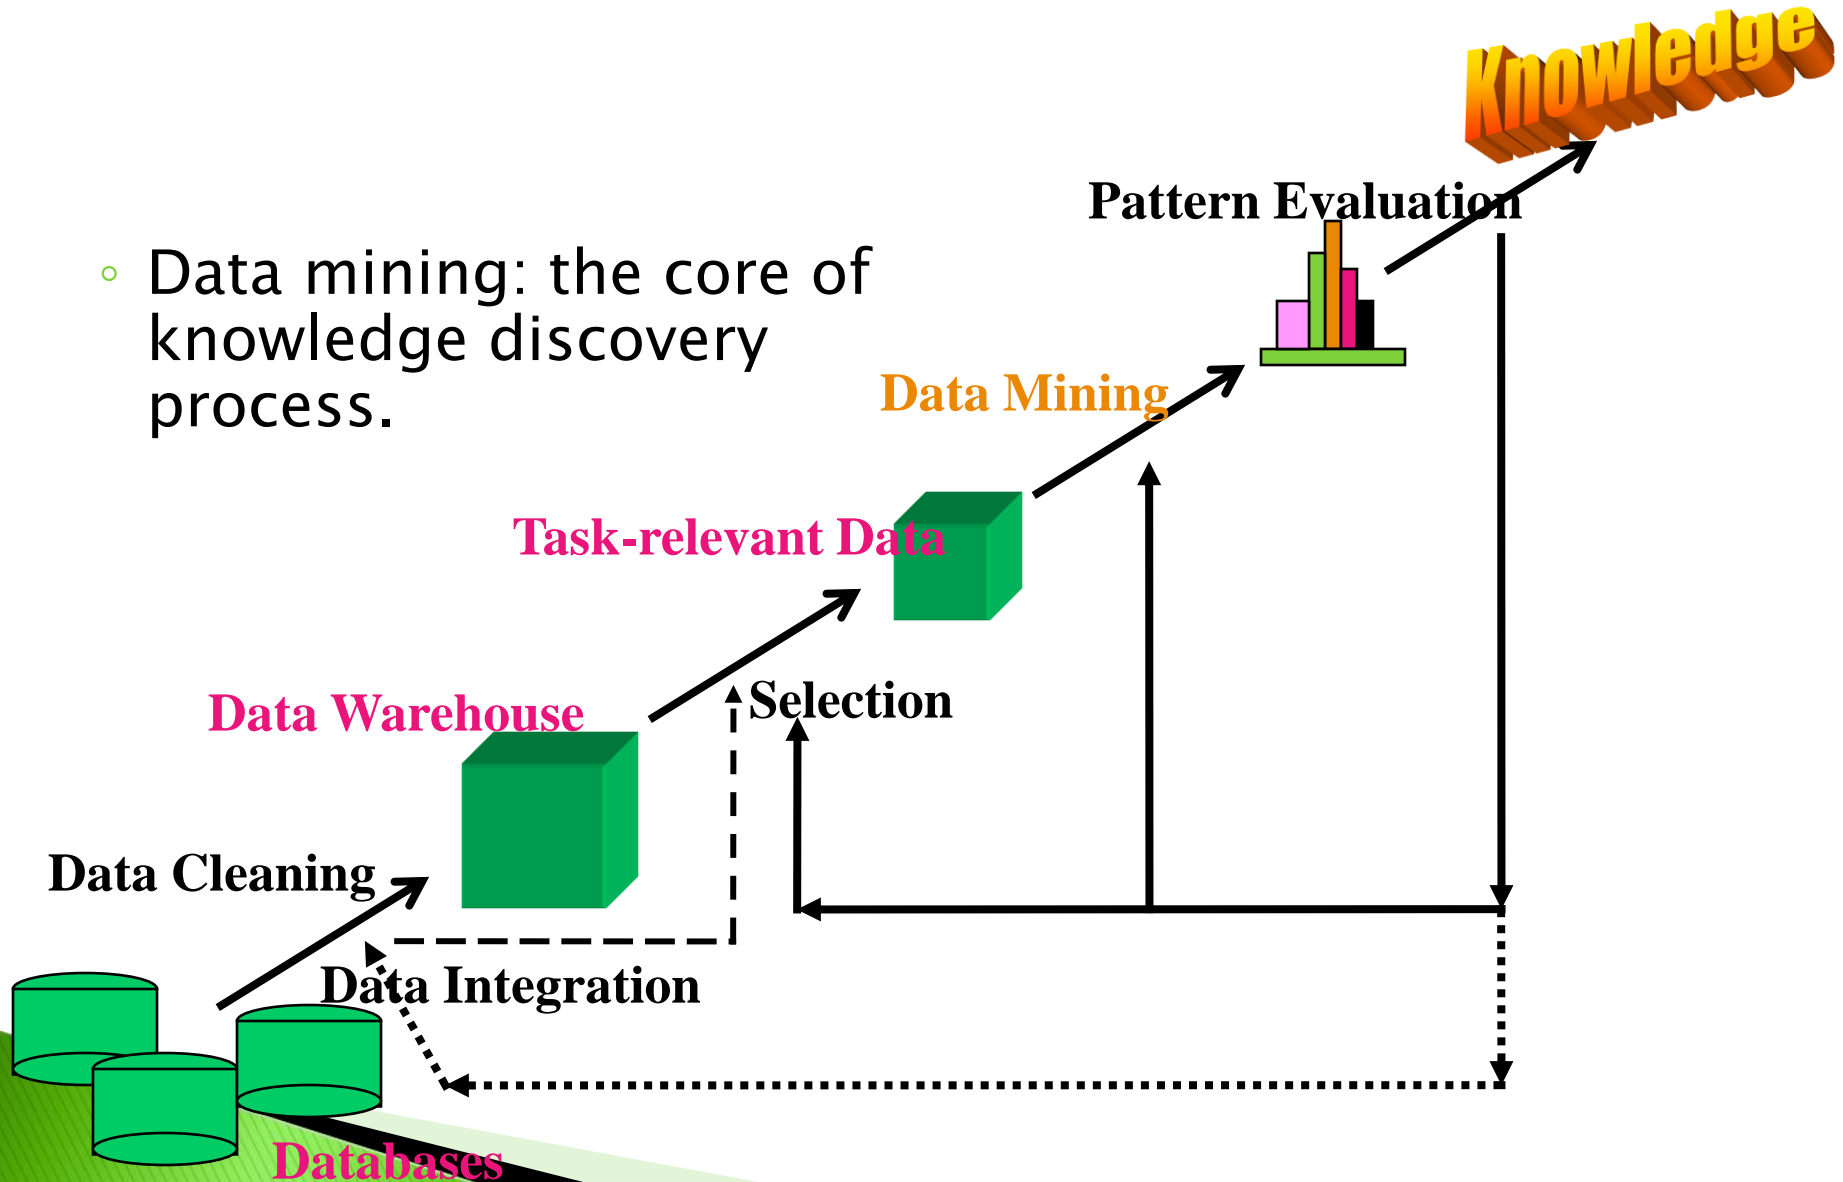 Knowledge
Pattern Evaluation
Data mining: the core of
knowledge discovery
process.
Data Mining
Task-relevant Data
Selection
Data Warehouse
Data Cleaning
Data Integration
Databases